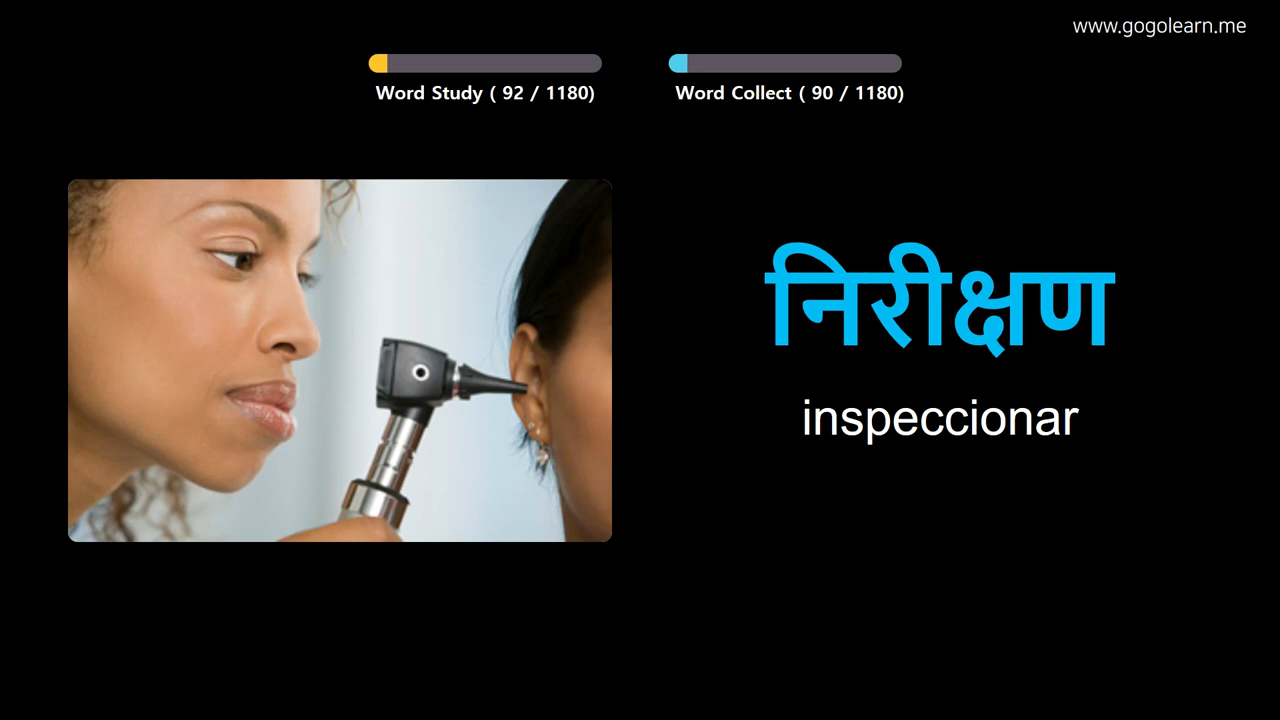 www.gogolearn.me
Word Study ( 92 / 1180)
Word Collect ( 90 / 1180)
निरीक्षण
inspeccionar